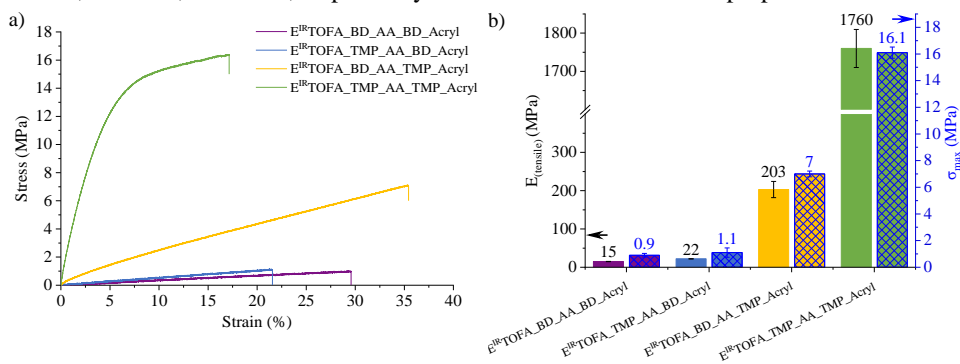 a)
E^IR TOFA_BD_AA_BD_Acryl
E^IR TOFA_TMP_AA_BD_Acryl
E^IR TOFA_BD_AA_TMP_Acryl
E^IR TOFA_TMP_AA_TMP_Acryl
Stress (MPa)
18
16
14
12
10
8
6
4
2
0
0 5 10 15 20 25 30 35 40
Strain (%)
b)
E(tensile) (MPa)
1800
1700
300
200
100
0
15
0.9
22
1.1
203
7
1760
16.1
18
16
14
12
10
8
6
4
2
0
σmax (MPa)
E^IR TOFA_BD_AA_BD_Acryl
E^IR TOFA_TMP_AA_BD_Acryl
E^IR TOFA_BD_AA_TMP_Acryl
E^IR TOFA_TMP_AA_TMP_Acryl